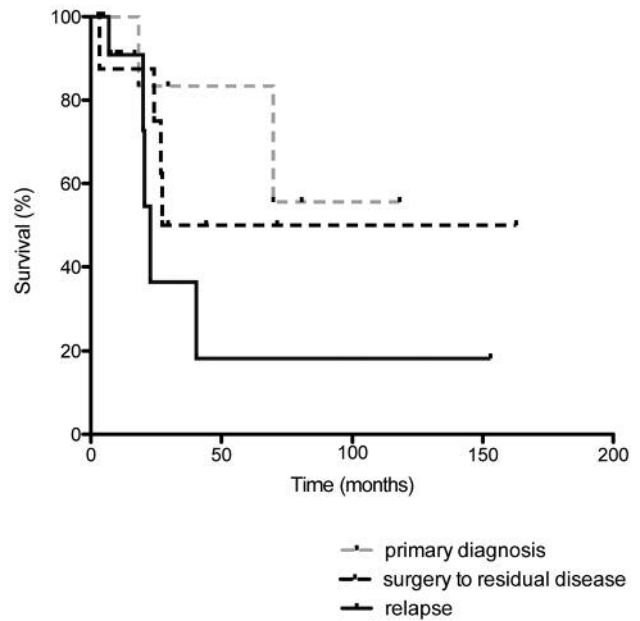 100
80
60
40
20
0
Survival (%)
0 50 100 150 200
Time (months)
primary diagnosis
surgery to residual disease
relapse